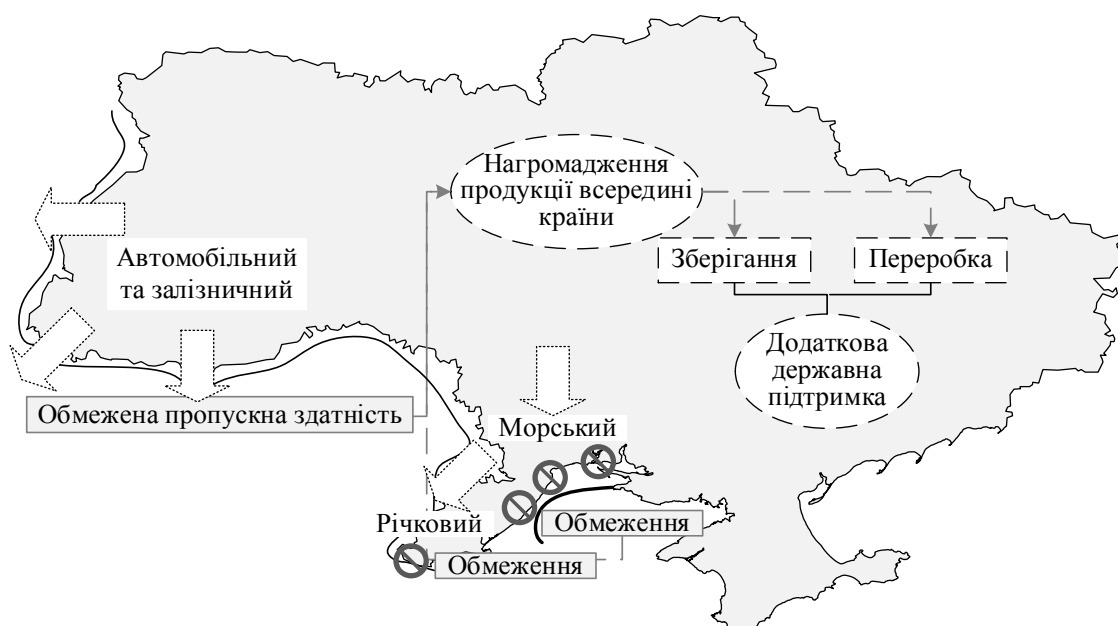 Нагромадження
продукції всередині
країни
Зберігання
Переробка
Автомобільний
та залізничний
Додаткова
державна
підтримка
Обмежена пропускна здатність
Морський
Річковий
Обмеження
Обмеження